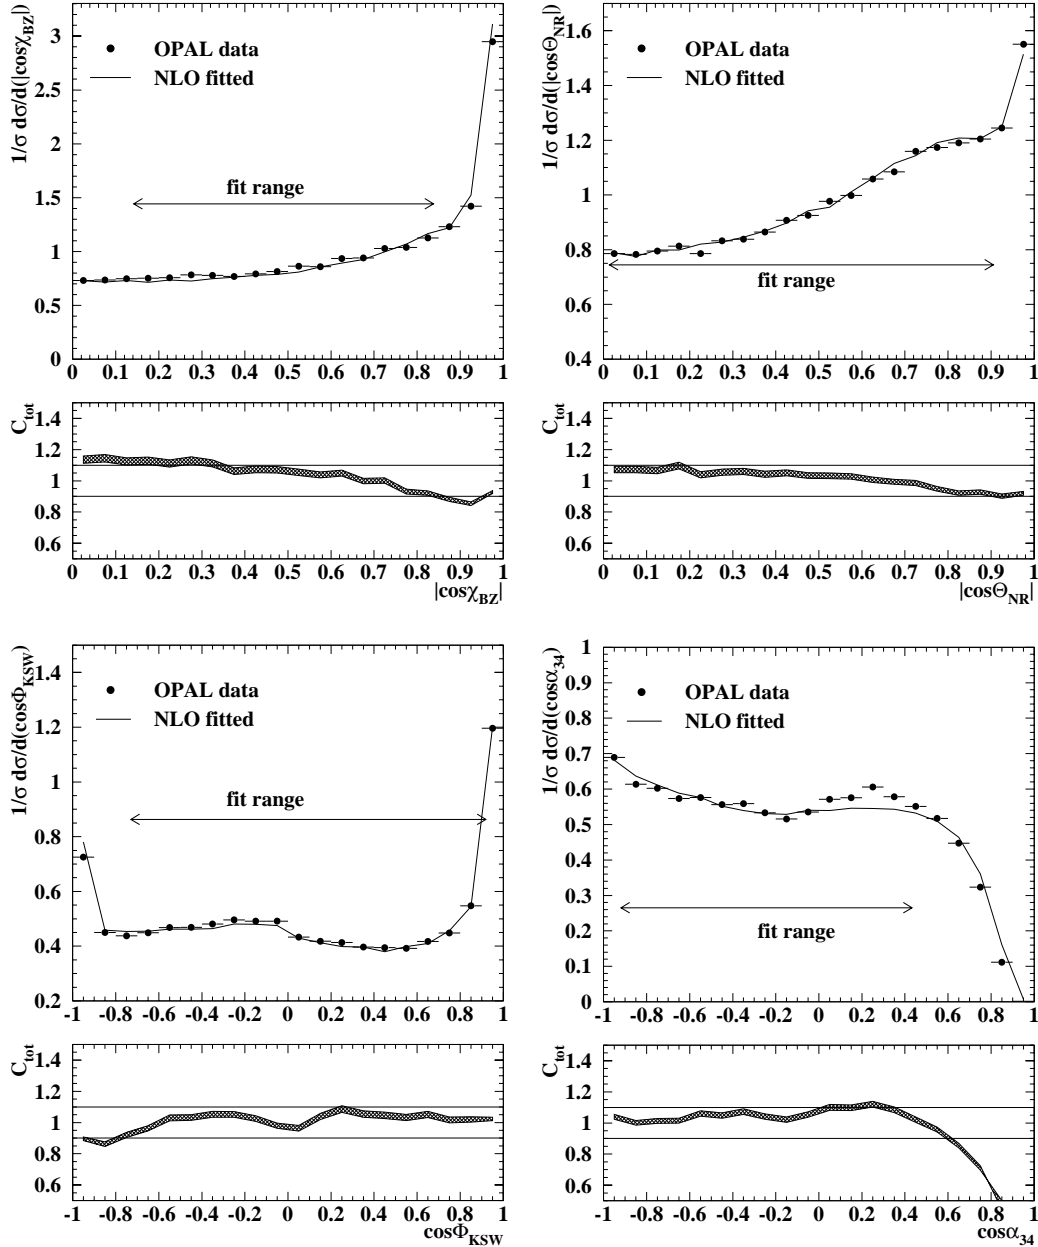 1/σ dσ/d(|cosχ_BZ|)
3
2.5
2
1.5
1
0.5
0
OPAL data
NLO fitted
fit range
0 0.1 0.2 0.3 0.4 0.5 0.6 0.7 0.8 0.9 1
C_tot
1.4
1.2
1
0.8
0.6
0 0.1 0.2 0.3 0.4 0.5 0.6 0.7 0.8 0.9 1
|cosχ_BZ|
1/σ dσ/d(|cosΘ_NR|)
1.6
1.4
1.2
1
0.8
0.6
0.4
OPAL data
NLO fitted
fit range
0 0.1 0.2 0.3 0.4 0.5 0.6 0.7 0.8 0.9 1
C_tot
1.4
1.2
1
0.8
0.6
0 0.1 0.2 0.3 0.4 0.5 0.6 0.7 0.8 0.9 1
|cosΘ_NR|
1/σ dσ/d(cosΦ_KSW)
1.4
1.2
1
0.8
0.6
0.4
0.2
OPAL data
NLO fitted
fit range
-1 -0.8 -0.6 -0.4 -0.2 0 0.2 0.4 0.6 0.8 1
C_tot
1.4
1.2
1
0.8
0.6
-1 -0.8 -0.6 -0.4 -0.2 0 0.2 0.4 0.6 0.8 1
cosΦ_KSW
1/σ dσ/d(cosα_34)
1
0.9
0.8
0.7
0.6
0.5
0.4
0.3
0.2
0.1
0
OPAL data
NLO fitted
fit range
-1 -0.8 -0.6 -0.4 -0.2 0 0.2 0.4 0.6 0.8 1
C_tot
1.4
1.2
1
0.8
0.6
-1 -0.8 -0.6 -0.4 -0.2 0 0.2 0.4 0.6 0.8 1
cosα_34